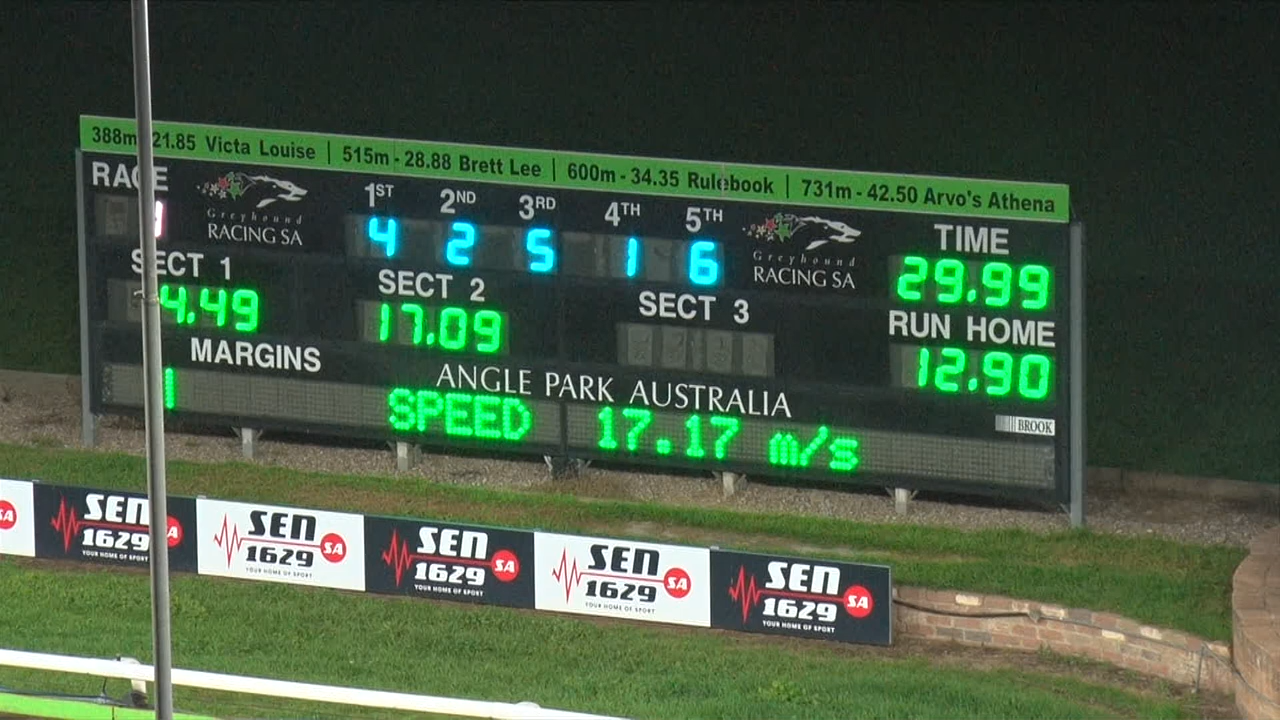 388m 21.85 Victa Louise | 515m - 28.88 Brett Lee | 600m - 34.35 Rulebook | 731m - 42.50 Arvo's Athena
RACE
Greyhound
RACING SA
1ST 2ND 3RD 4TH 5TH
4 2 5 1 6
Greyhound
RACING SA
TIME
29.99
SECT 1
4.49
SECT 2
17.09
SECT 3
RUN HOME
12.90
MARGINS
ANGLE PARK AUSTRALIA
1 SPEED 17.17 m/s
BROOK
SA
SEN
1629 SA
YOUR HOME OF SPORT
SEN
1629 SA
YOUR HOME OF SPORT
SEN
1629 SA
YOUR HOME OF SPORT
SEN
1629 SA
YOUR HOME OF SPORT
SEN
1629 SA
YOUR HOME OF SPORT